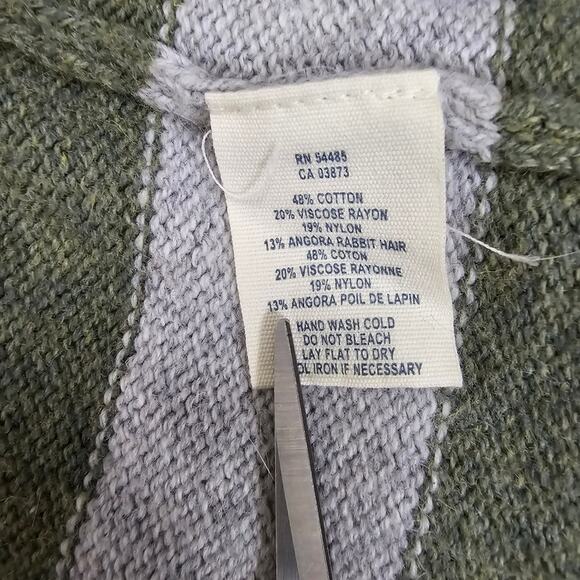 RN 54485
CA 03873
48% COTTON
20% VISCOSE RAYON
19% NYLON
13% ANGORA RABBIT HAIR
48% COTON
20% VISCOSE RAYONNE
19% NYLON
13% ANGORA POIL DE LAPIN
HAND WASH COLD
DO NOT BLEACH
LAY FLAT TO DRY
OL IRON IF NECESSARY